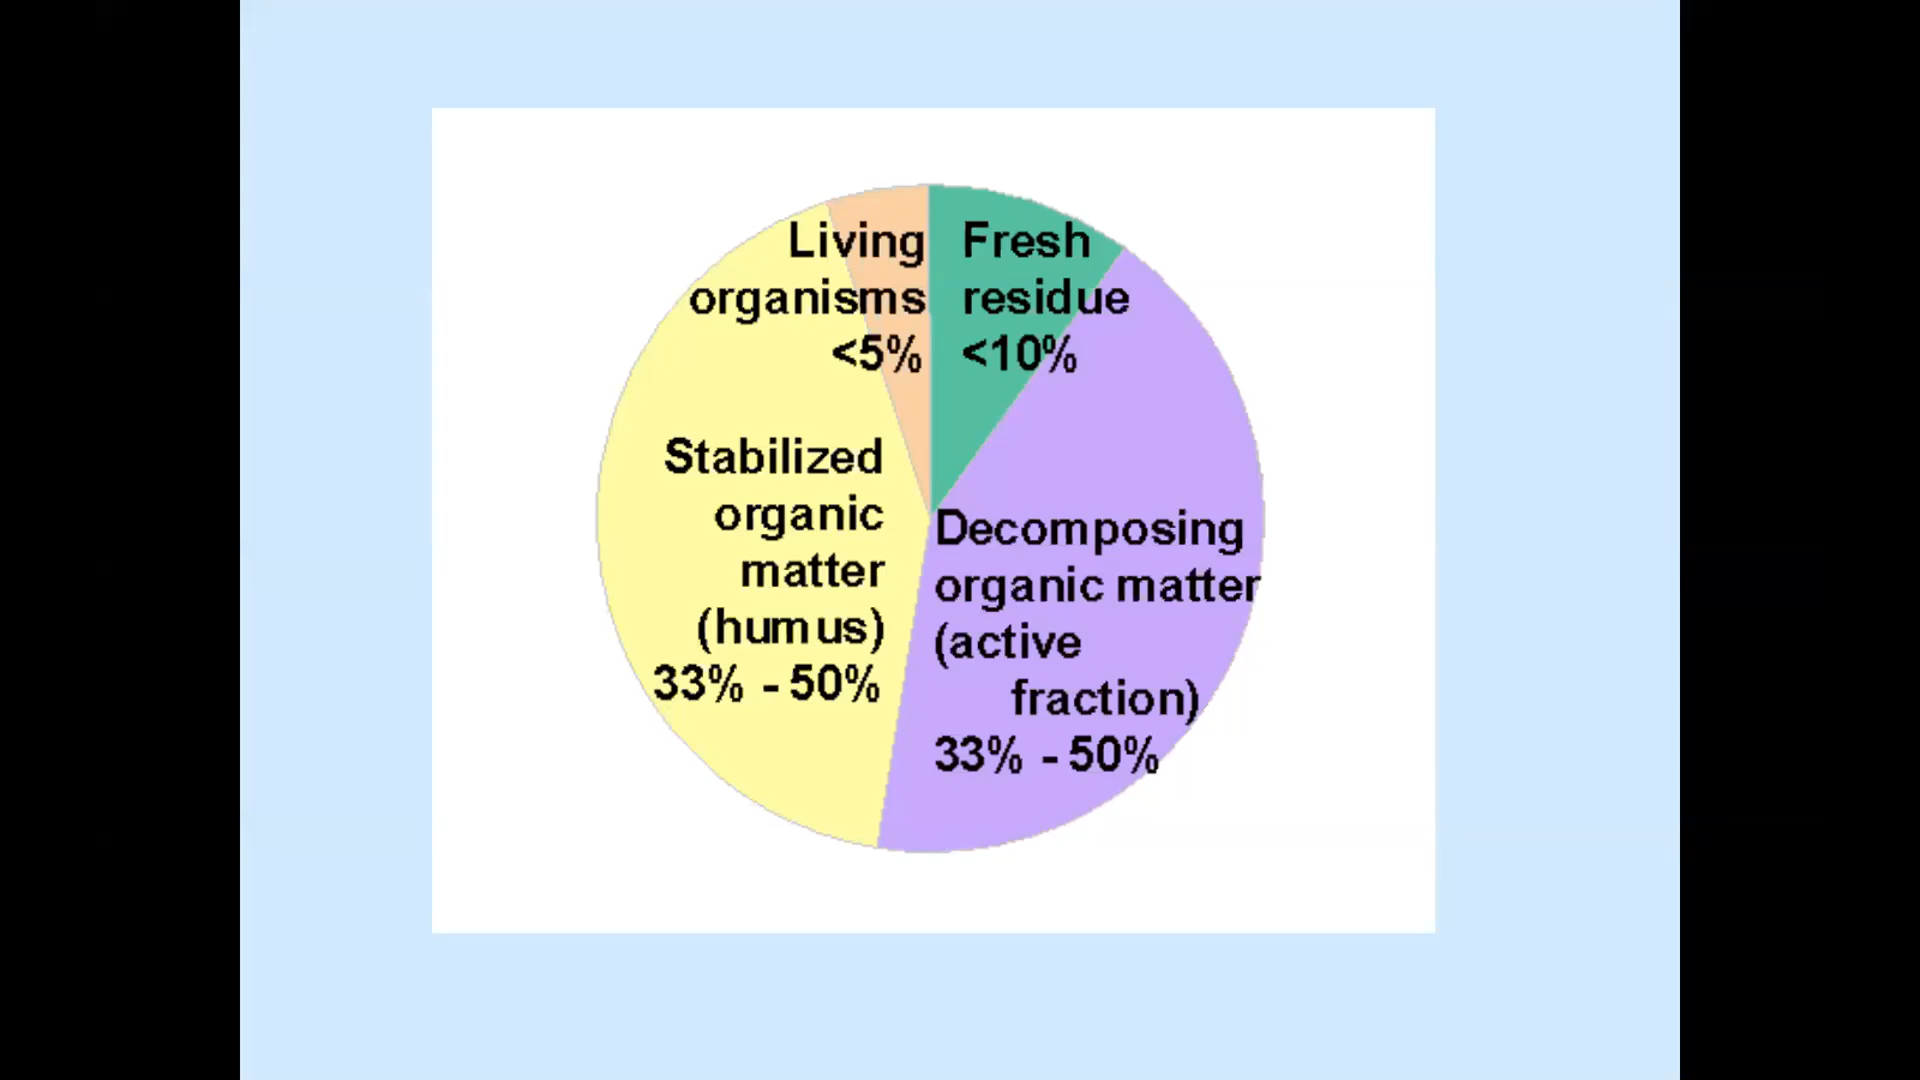 Living
organisms
<5%
Fresh
residue
<10%
Stabilized
organic
matter
(humus)
33% - 50%
Decomposing
organic matter
(active
fraction)
33% - 50%